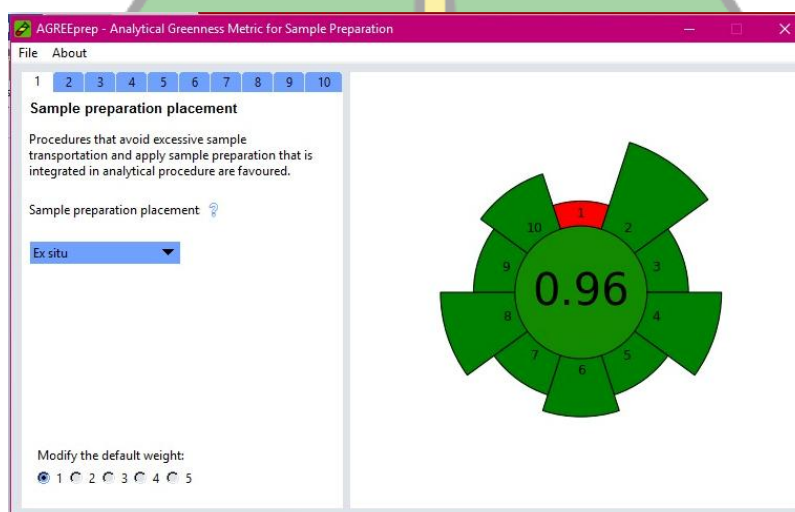 AGREEprep - Analytical Greenness Metric for Sample Preparation
File About
1 2 3 4 5 6 7 8 9 10
Sample preparation placement
Procedures that avoid excessive sample
transportation and apply sample preparation that is
integrated in analytical procedure are favoured.
Sample preparation placement ?
Ex situ
Modify the default weight:
1 2 3 4 5
1
10 2
9 3
0.96
8 4
7 5
6